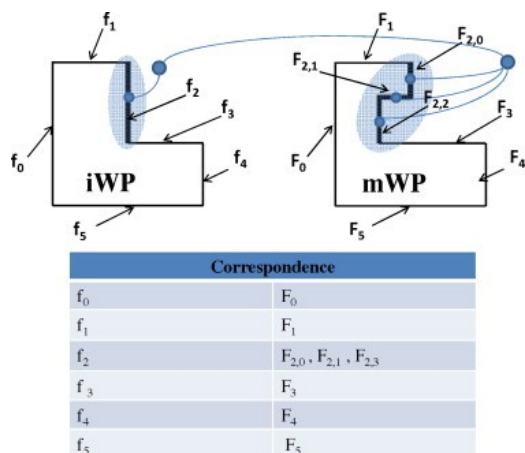 f1
F1
F2,0
F2,1
f2
f3
F2,2
F3
f0
iWP
f4
F0
mWP
F4
f5
F5
Correspondence
f0 F0
f1 F1
f2 F2,0 , F2,1 , F2,3
f 3 F3
f4 F4
f5 F5